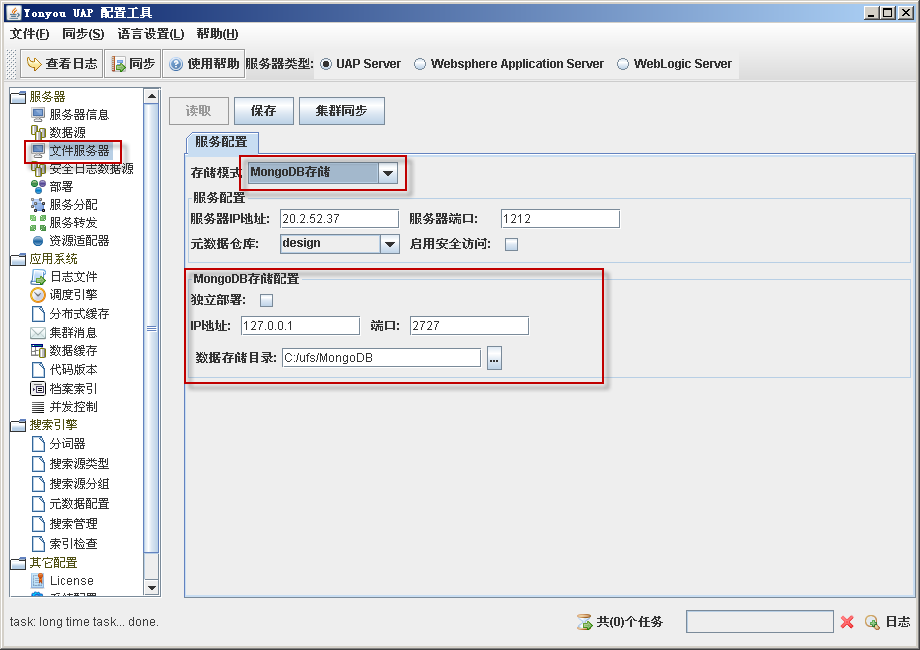 Yonyou UAP 配置工具
文件(F) 同步(S) 语言设置(L) 帮助(H)
查看日志 同步 使用帮助 服务器类型: UAP Server Websphere Application Server WebLogic Server
服务器
服务器信息
数据源
文件服务器
安全日志数据源
部署
服务分配
服务转发
资源适配器
应用系统
日志文件
调度引擎
分布式缓存
集群消息
数据缓存
代码版本
档案索引
并发控制
搜索引擎
分词器
搜索源类型
搜索源分组
元数据配置
搜索管理
索引检查
其它配置
License
读取 保存 集群同步
服务配置
存储模式 MongoDB存储
服务配置
服务器IP地址: 20.2.52.37 服务器端口: 1212
元数据仓库: design 启用安全访问:
MongoDB存储配置
独立部署:
IP地址: 127.0.0.1 端口: 2727
数据存储目录: C:/ufs/MongoDB ...
task: long time task... done.
共(0)个任务 日志